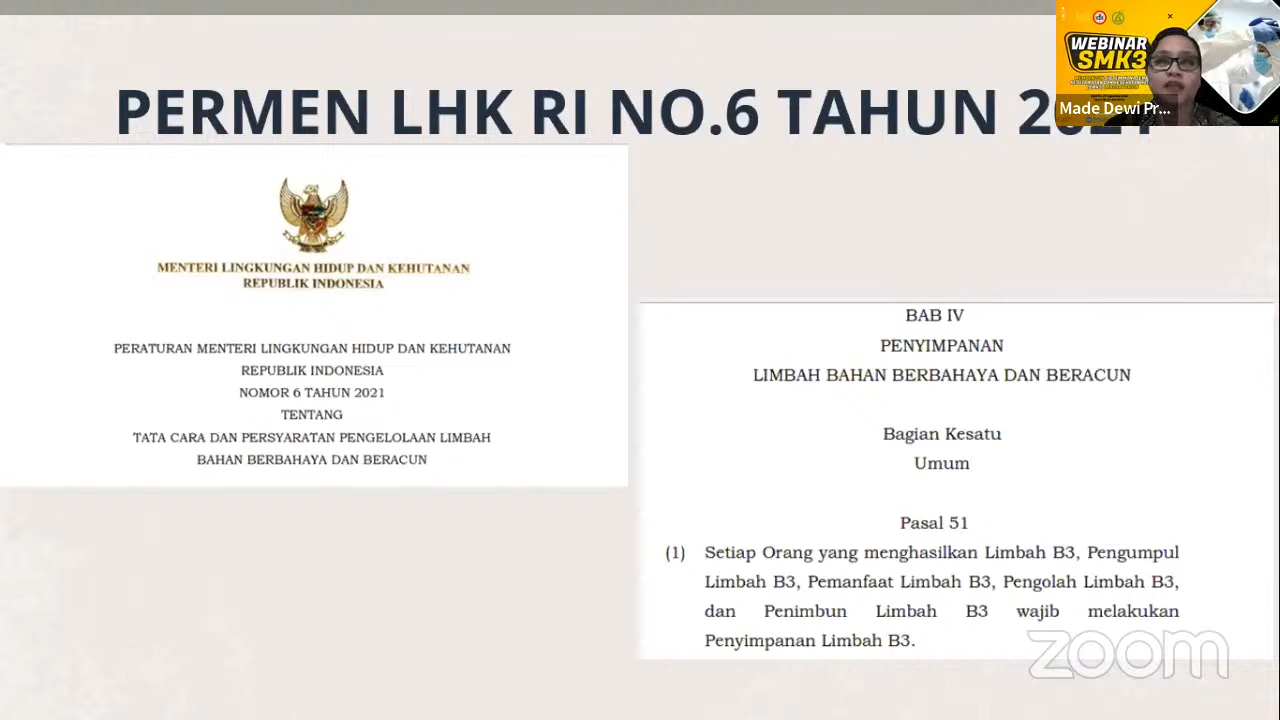 PERMEN LHK RI NO.6 TAHUN 2021
WEBINAR
SMK3
Made Dewi Pr...
MENTERI LINGKUNGAN HIDUP DAN KEHUTANAN
REPUBLIK INDONESIA
PERATURAN MENTERI LINGKUNGAN HIDUP DAN KEHUTANAN
REPUBLIK INDONESIA
NOMOR 6 TAHUN 2021
TENTANG
TATA CARA DAN PERSYARATAN PENGELOLAAN LIMBAH
BAHAN BERBAHAYA DAN BERACUN
BAB IV
PENYIMPANAN
LIMBAH BAHAN BERBAHAYA DAN BERACUN
Bagian Kesatu
Umum
Pasal 51
(1) Setiap Orang yang menghasilkan Limbah B3, Pengumpul
Limbah B3, Pemanfaat Limbah B3, Pengolah Limbah B3,
dan Penimbun Limbah B3 wajib melakukan
Penyimpanan Limbah B3.
zoom